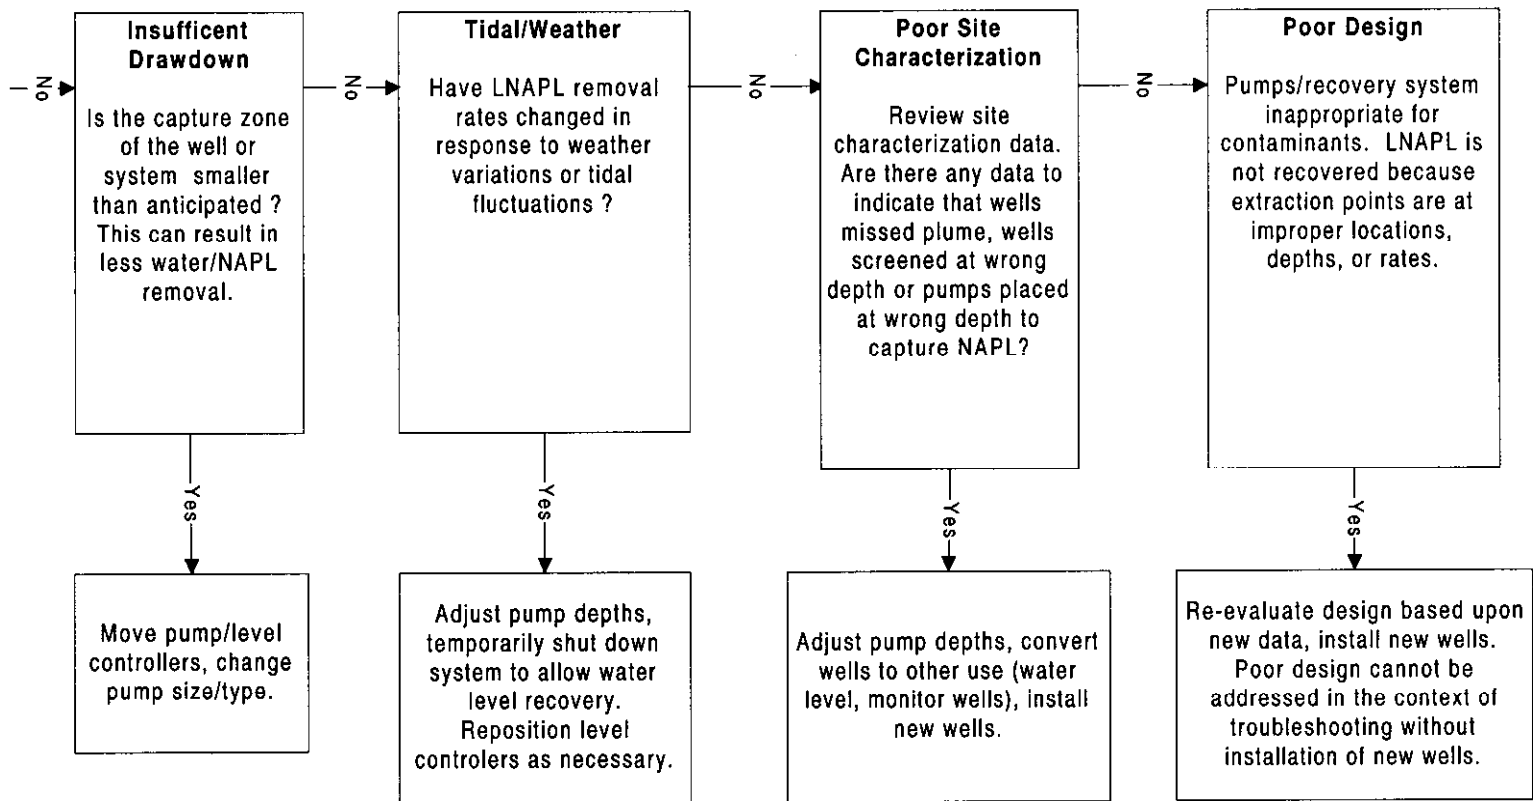 No
Insufficent
Drawdown
Is the capture zone
of the well or
system smaller
than anticipated ?
This can result in
less water/NAPL
removal.
No
Tidal/Weather
Have LNAPL removal
rates changed in
response to weather
variations or tidal
fluctuations ?
No
Poor Site
Characterization
Review site
characterization data.
Are there any data to
indicate that wells
missed plume, wells
screened at wrong
depth or pumps placed
at wrong depth to
capture NAPL?
No
Poor Design
Pumps/recovery system
inappropriate for
contaminants. LNAPL is
not recovered because
extraction points are at
improper locations,
depths, or rates.
Yes
Yes
Yes
Yes
Move pump/level
controllers, change
pump size/type.
Adjust pump depths,
temporarily shut down
system to allow water
level recovery.
Reposition level
controlers as necessary.
Adjust pump depths, convert
wells to other use (water
level, monitor wells), install
new wells.
Re-evaluate design based upon
new data, install new wells.
Poor design cannot be
addressed in the context of
troubleshooting without
installation of new wells.